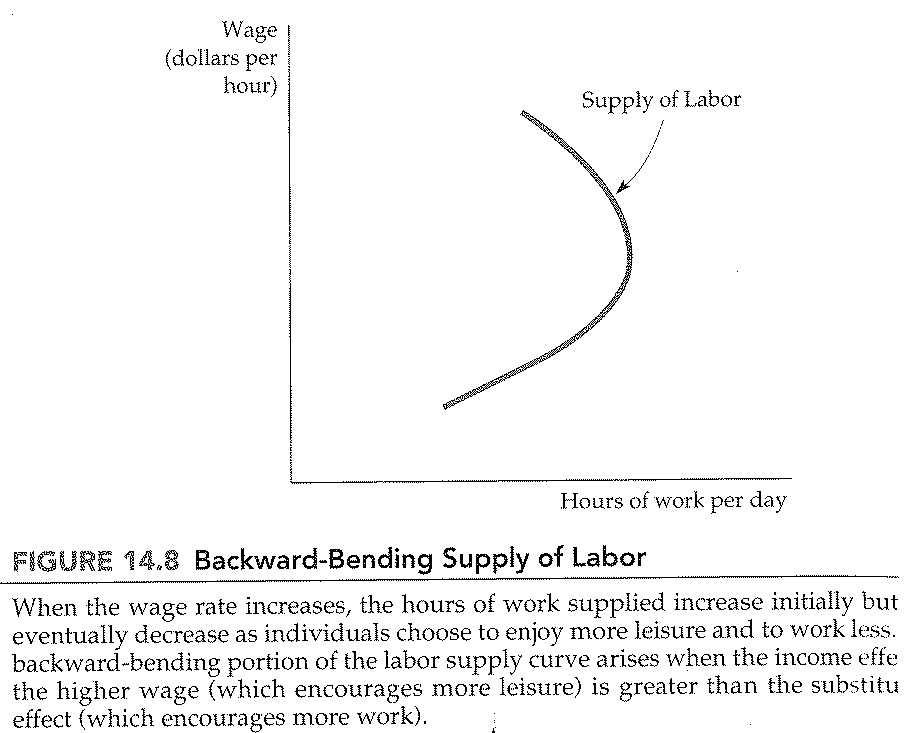 Wage
(dollars per
hour)
Supply of Labor
Hours of work per day
FIGURE 14.8 Backward-Bending Supply of Labor
When the wage rate increases, the hours of work supplied increase initially but
eventually decrease as individuals choose to enjoy more leisure and to work less.
backward-bending portion of the labor supply curve arises when the income effe
the higher wage (which encourages more leisure) is greater than the substitu
effect (which encourages more work).